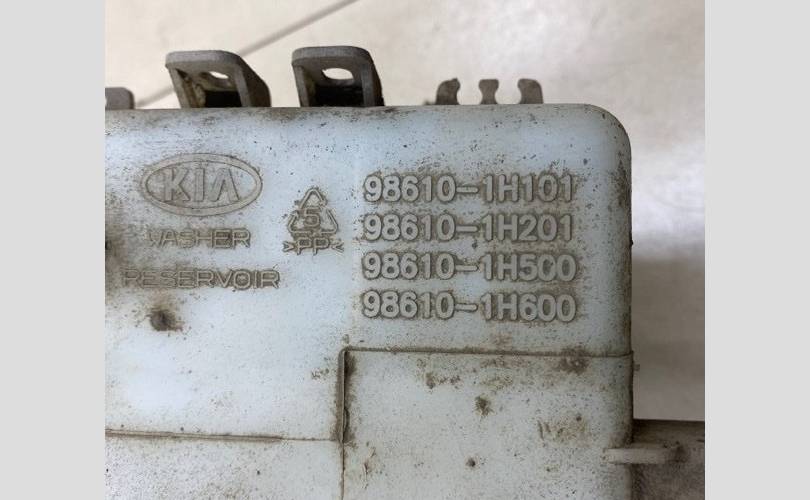 KIA
WASHER
RESERVOIR
5
>PP<
98610-1H101
98610-1H201
98610-1H500
98610-1H600